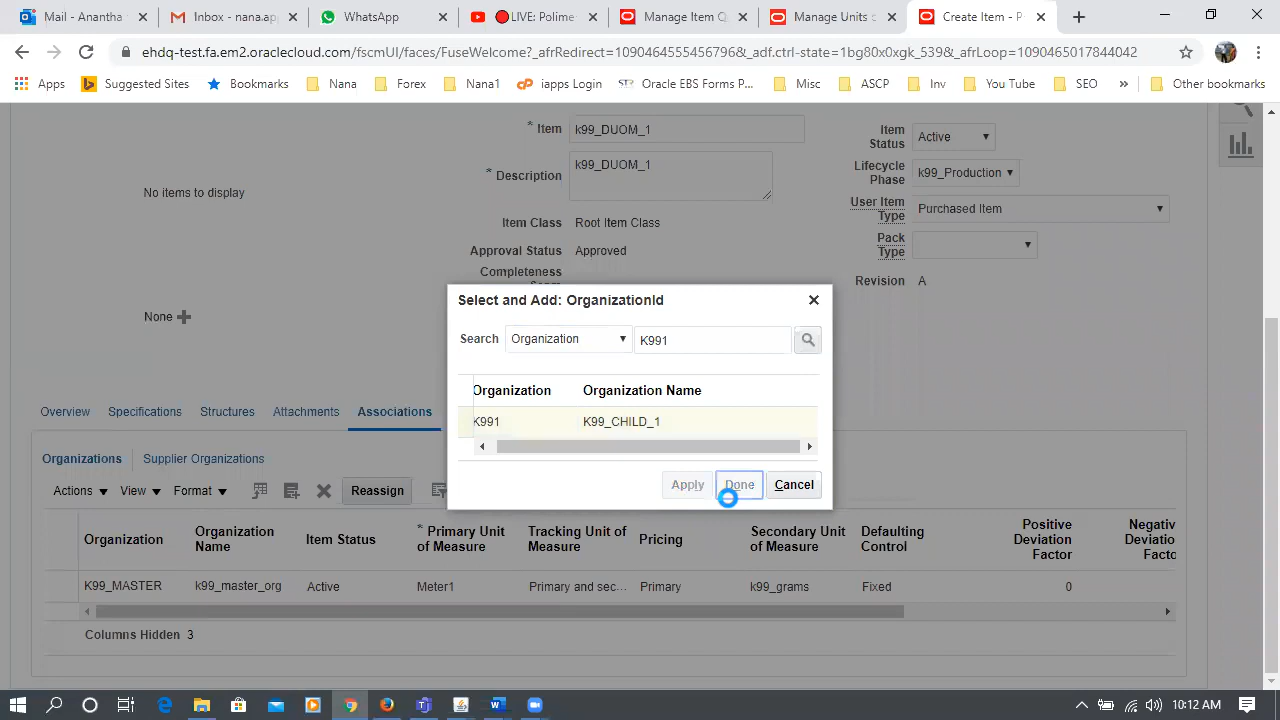 Mail - Anantha
Inbox - nana.app
WhatsApp
LIVE: Polime
Manage Item Q
Manage Units o
Create Item - P
ehdq-test.fa.em2.oraclecloud.com/fscmUI/faces/FuseWelcome?_afrRedirect=10904645554567968&_adf.ctrl-state=1bg80x0xgk_539&_afrLoop=1090465017844042
Apps
Suggested Sites
Bookmarks
Nana
Forex
Nana1
iapps Login
Oracle EBS Forms P...
Misc
ASCP
Inv
You Tube
SEO
»
Other bookmarks
* Item k99_DUOM_1
* Description k99_DUOM_1
Item Class Root Item Class
Approval Status Approved
Completeness
Item Status Active
Lifecycle Phase k99_Production
User Item Type Purchased Item
Pack Type
Revision A
No items to display
None
Select and Add: OrganizationId
Search Organization K991
Organization Organization Name
K991 K99_CHILD_1
Apply Done Cancel
Overview Specifications Structures Attachments Associations
Organizations Supplier Organizations
Actions View Format Reassign
Organization
Organization Name
Item Status
* Primary Unit of Measure
Tracking Unit of Measure
Pricing
Secondary Unit of Measure
Defaulting Control
Positive Deviation Factor
Negativ Deviatio Facto
K99_MASTER k99_master_org Active Meter1 Primary and sec... Primary k99_grams Fixed 0
Columns Hidden 3
10:12 AM